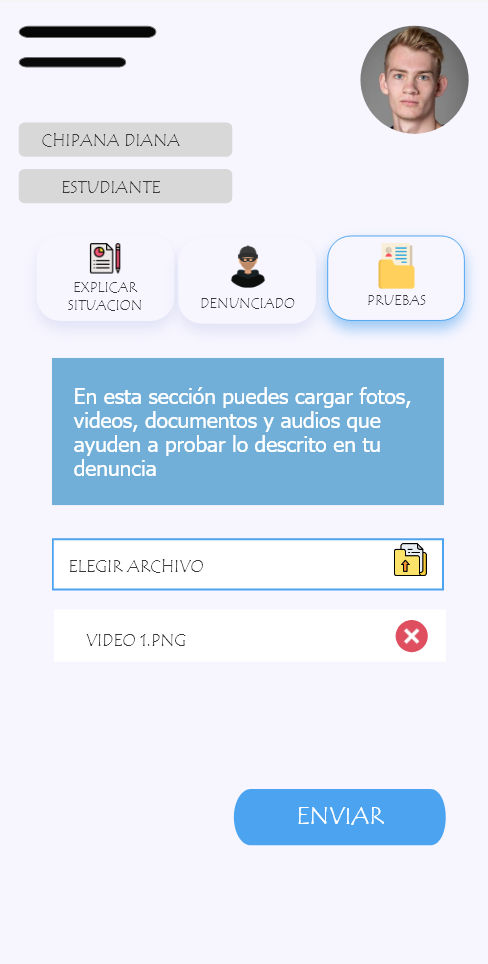 CHIPANA DIANA
ESTUDIANTE
EXPLICAR
SITUACION
DENUNCIADO
PRUEBAS
En esta sección puedes cargar fotos,
videos, documentos y audios que
ayuden a probar lo descrito en tu
denuncia
ELEGIR ARCHIVO
VIDEO 1.PNG
ENVIAR